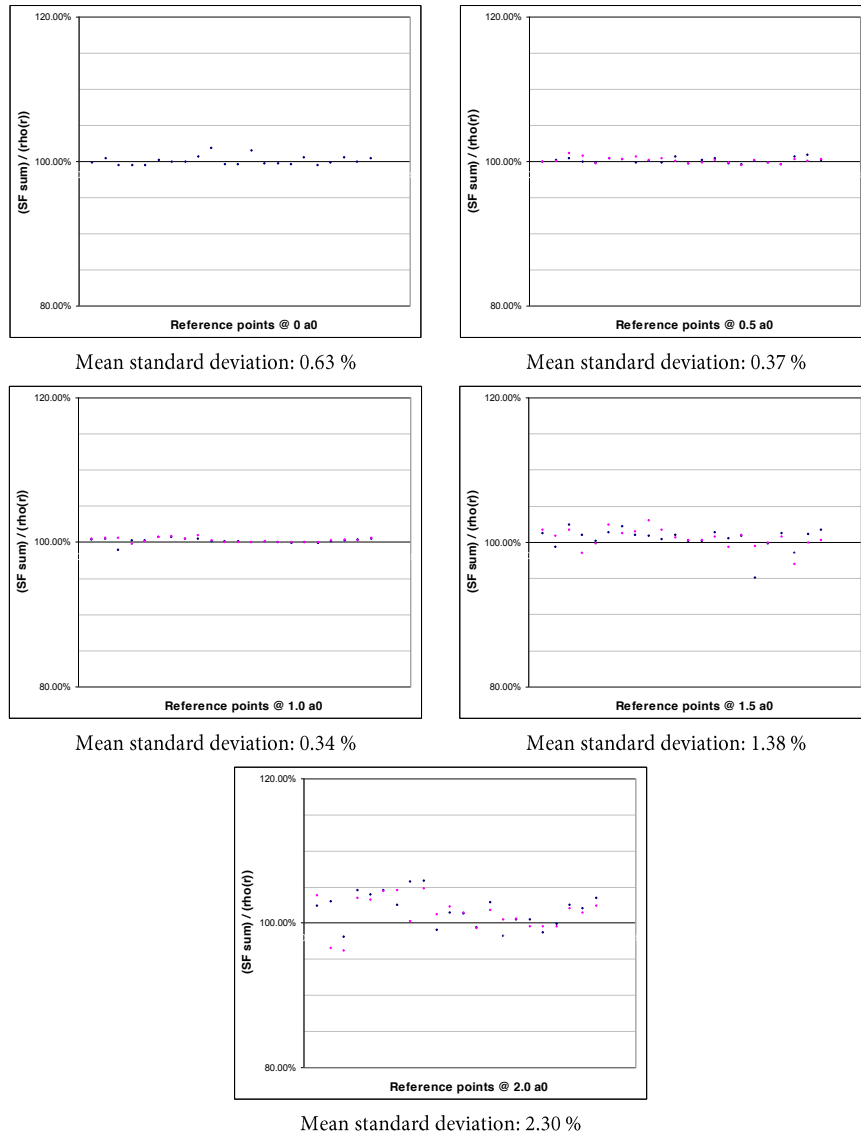 120.00%
100.00%
80.00%
(SF sum) / (rho(r))
Reference points @ 0 a0
Mean standard deviation: 0.63 %
120.00%
100.00%
80.00%
(SF sum) / (rho(r))
Reference points @ 0.5 a0
Mean standard deviation: 0.37 %
120.00%
100.00%
80.00%
(SF sum) / (rho(r))
Reference points @ 1.0 a0
Mean standard deviation: 0.34 %
120.00%
100.00%
80.00%
(SF sum) / (rho(r))
Reference points @ 1.5 a0
Mean standard deviation: 1.38 %
120.00%
100.00%
80.00%
(SF sum) / (rho(r))
Reference points @ 2.0 a0
Mean standard deviation: 2.30 %